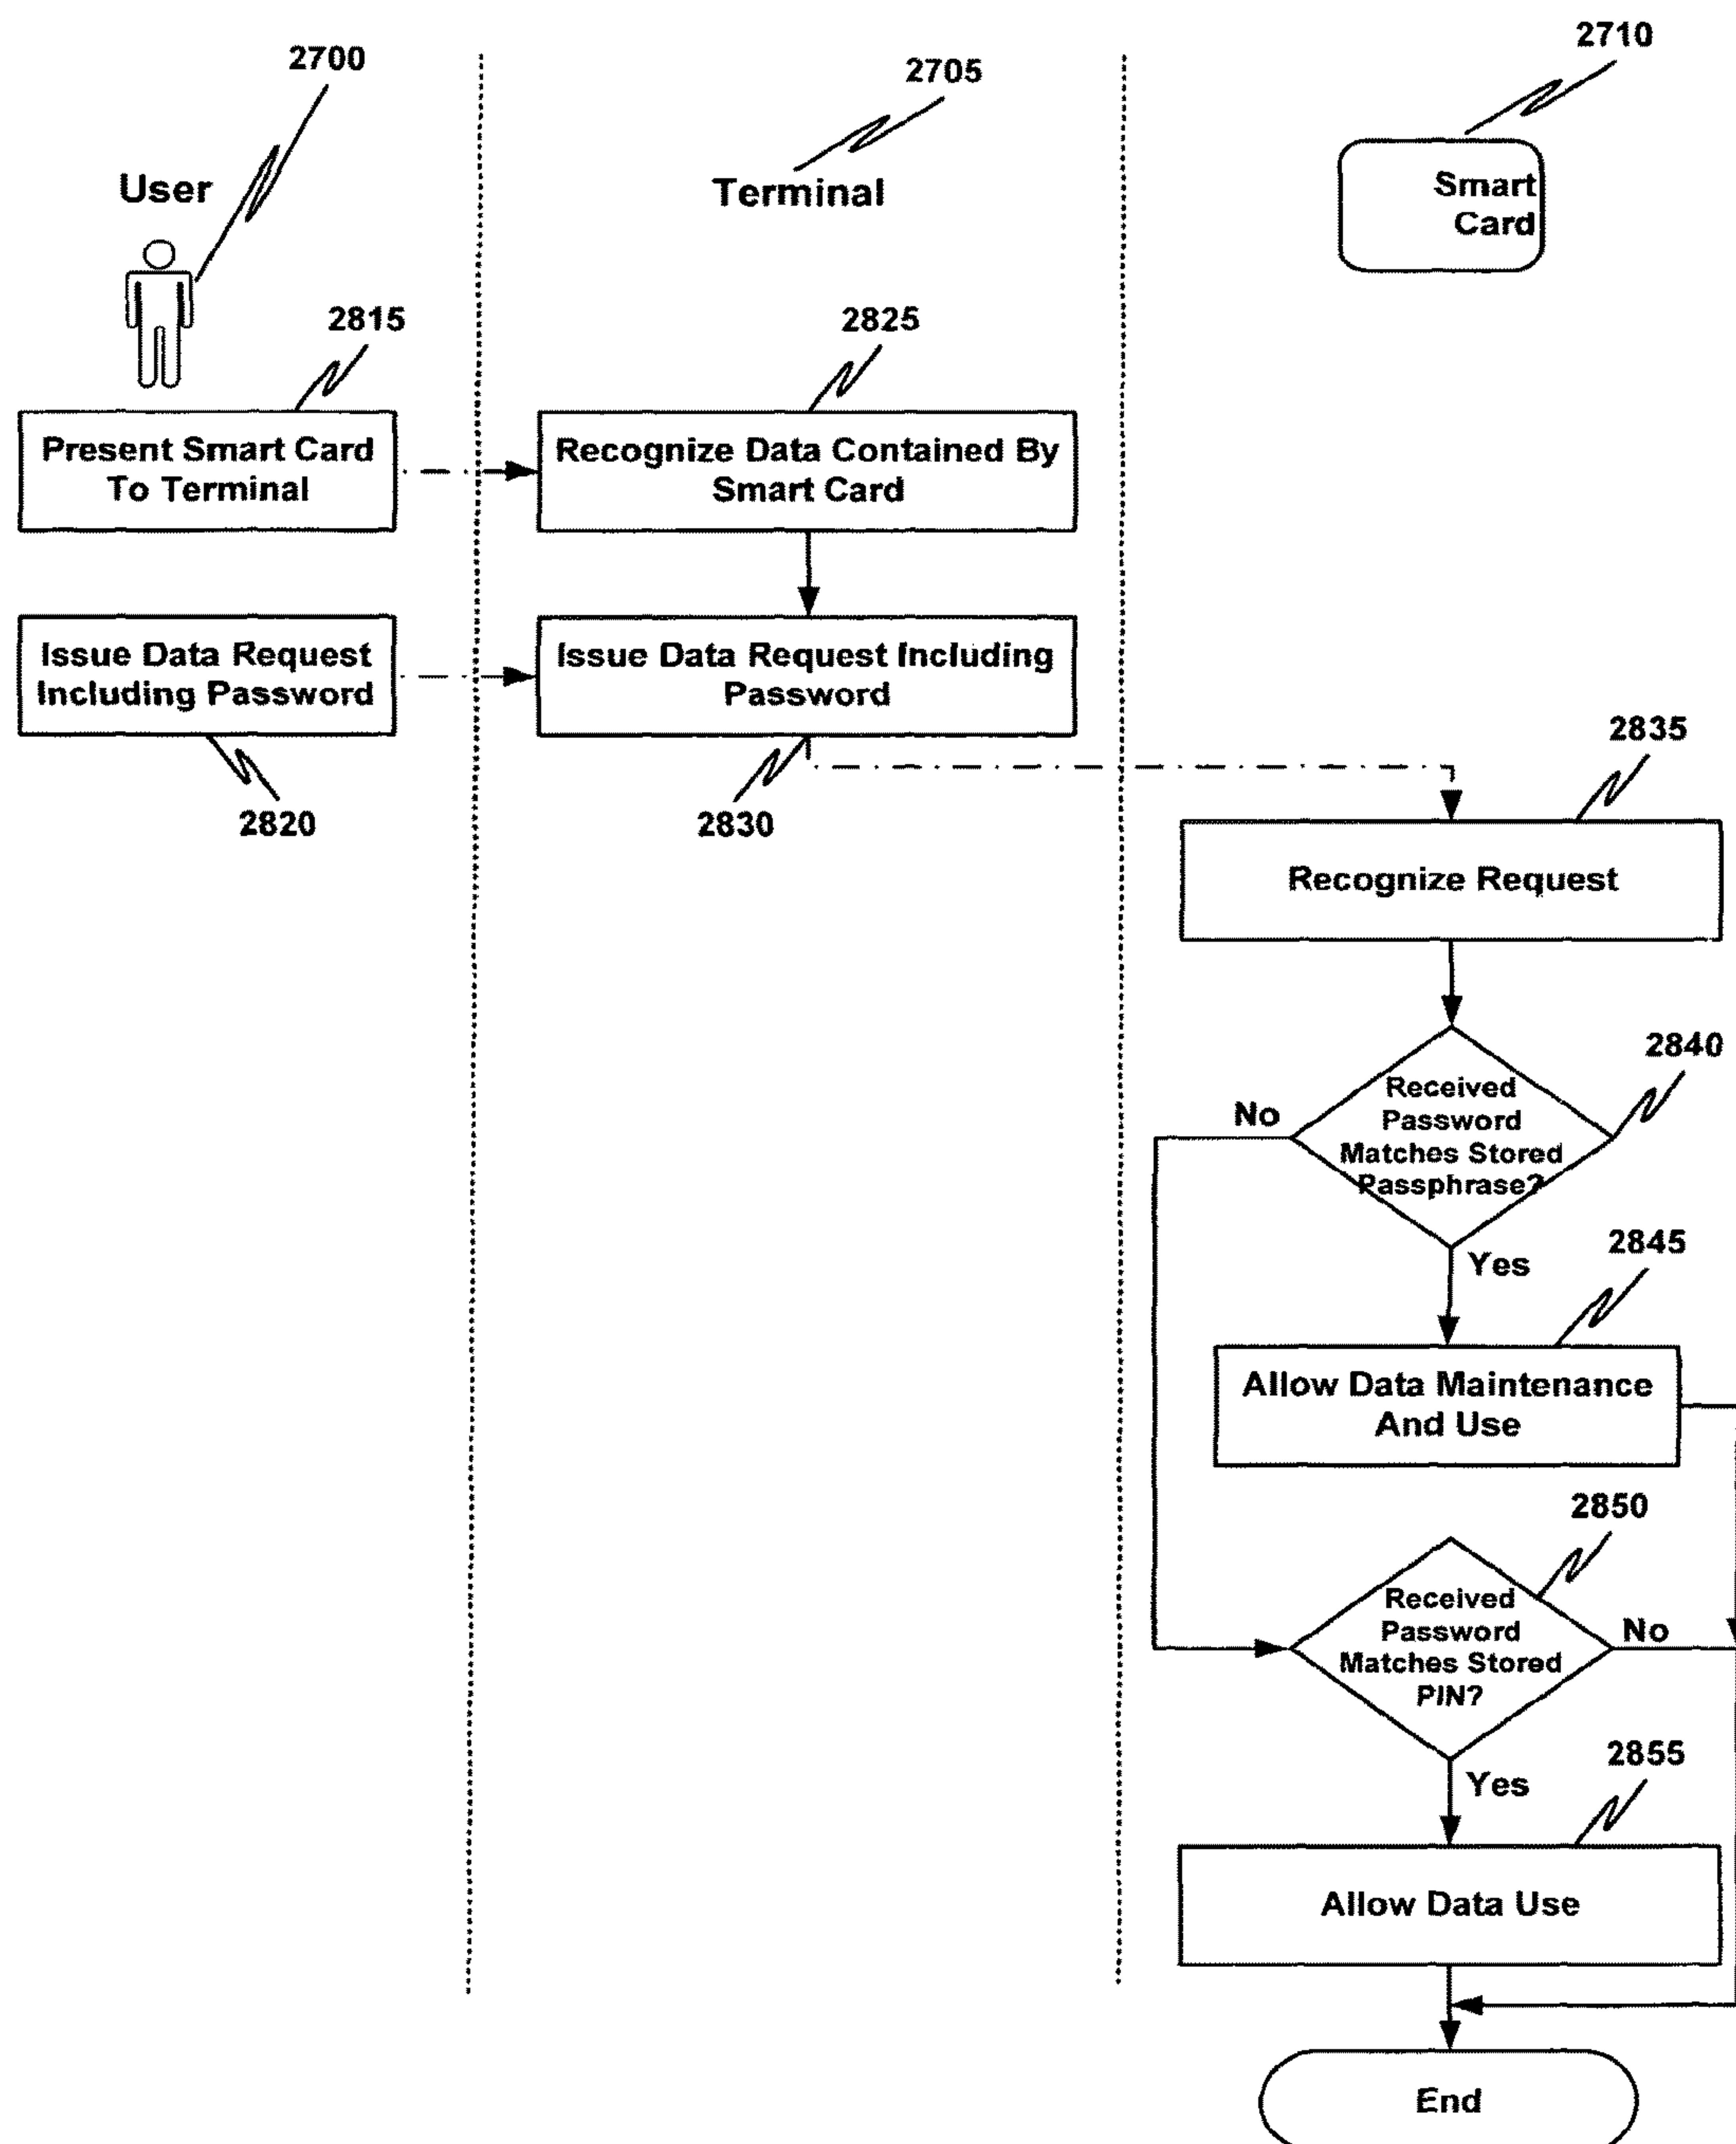 2700
2705
2710
User
Terminal
Smart
Card
2815
2825
Present Smart Card
To Terminal
Recognize Data Contained By
Smart Card
Issue Data Request
Including Password
Issue Data Request Including
Password
2820
2830
2835
Recognize Request
2840
Received
Password
Matches Stored
Passphrase?
No
Yes
2845
Allow Data Maintenance
And Use
2850
Received
Password
Matches Stored
PIN?
No
Yes
2855
Allow Data Use
End